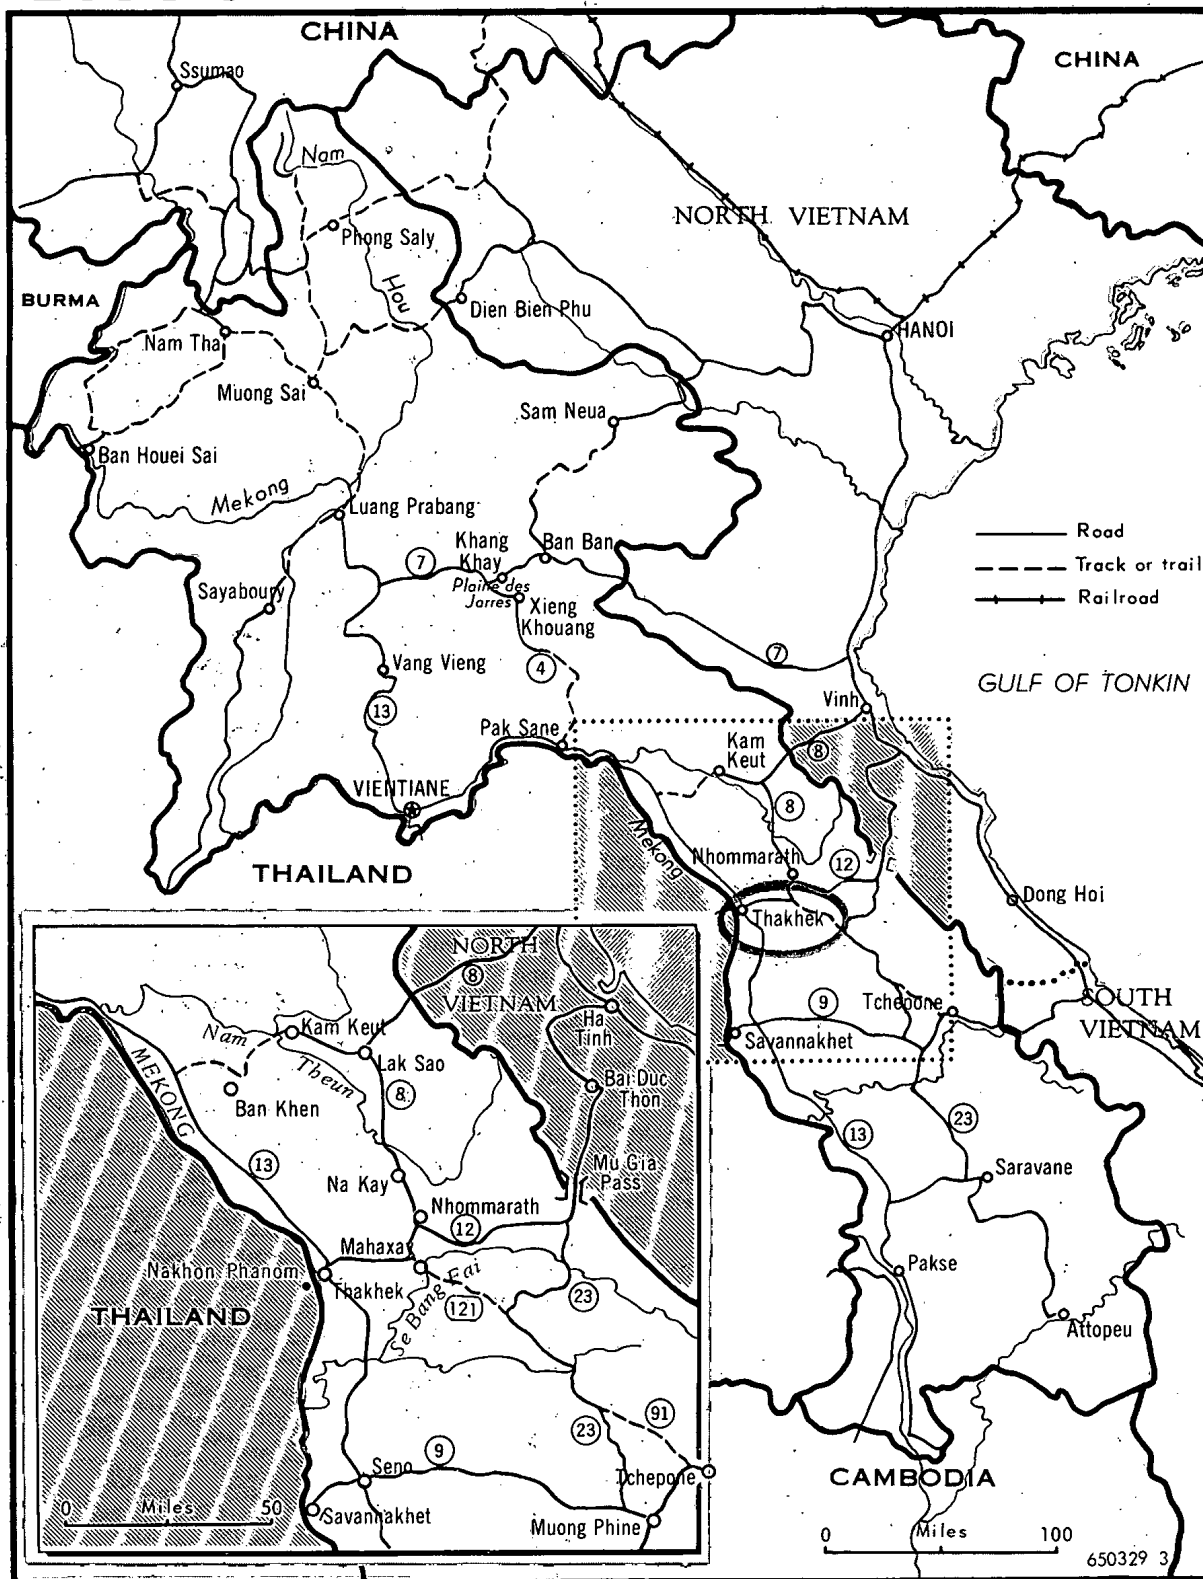 CHINA
CHINA
Ssumao
Nam
NORTH VIETNAM
Phong Saly
Hou
BURMA
Dien Bien Phu
HANOI
Nam Tha
Muong Sai
Sam Neua
Ban Houei Sai
Mekong
Luang Prabang
Road
Khang
Khay
Ban Ban
7
Track or trail
Plaine des
Jarres
Sayaboury
Railroad
Xieng
Khouang
7
Vang Vieng
4
GULF OF TONKIN
Vinh
13
Pak Sane
Kam
Keut
8
VIENTIANE
8
Mekong
Nhommarath
12
THAILAND
Dong Hoi
Thakhek
Tchepone
9
SOUTH
VIETNAM
Savannakhet
23
13
Saravane
Pakse
Attopeu
CAMBODIA
0 Miles 100
650329 3
NORTH
8
VIETNAM
Ha
Tinh
Nam
Kam Keut
MEKONG
Theun
Lak Sao
Bai Duc
Thon
Ban Khen
8
13
Mu Gia
Pass
Na Kay
Nhommarath
12
Mahaxay
Nakhon Phanom
Thakhek
Se Bang Fai
23
121
THAILAND
91
23
9
Seno
Tchepone
0 Miles 50
Savannakhet
Muong Phine